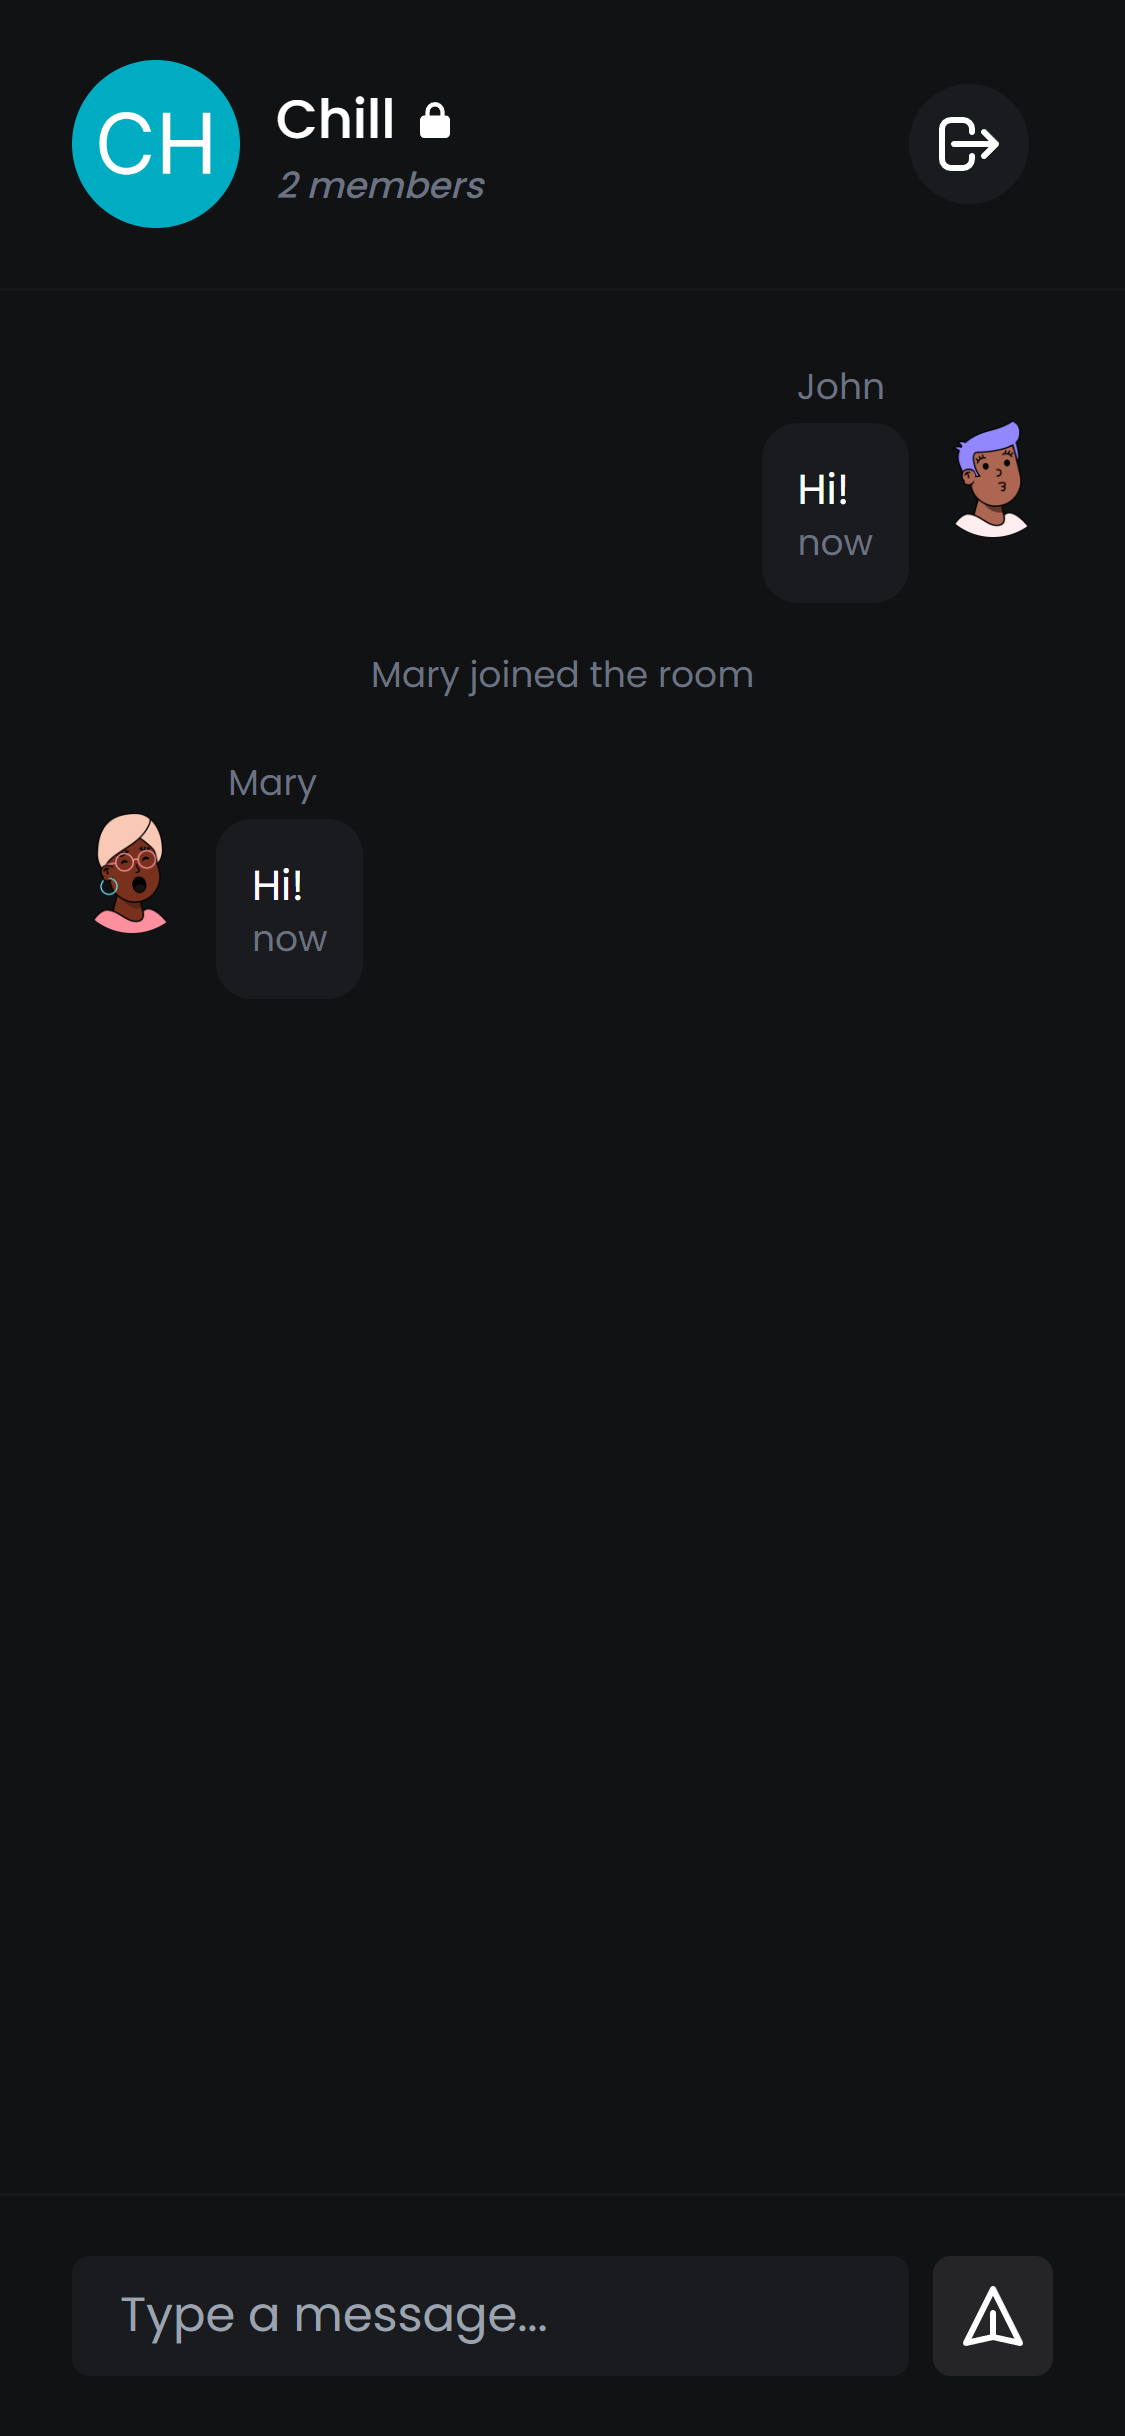 CH
Chill
2 members
John
Hi!
now
Mary joined the room
Mary
Hi!
now
Type a message...